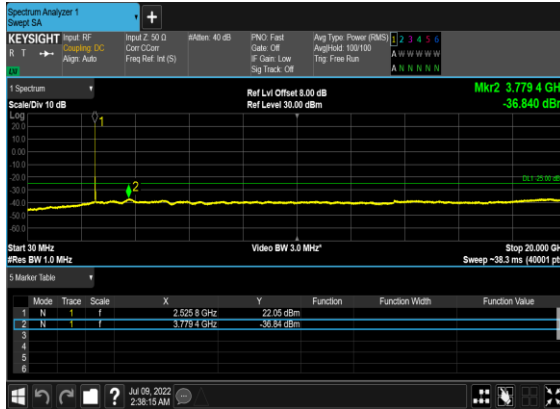 Spectrum Analyzer 1
Swept SA
+
KEYSIGHT
R T
LU
Input: RF
Coupling: DC
Align: Auto
Input Z: 50 Ω
Corr CCorr
Freq Ref: Int (S)
#Atten: 40 dB
PNO: Fast
Gate: Off
IF Gain: Low
Sig Track: Off
Avg Type: Power (RMS)
Avg|Hold: 100/100
Trig: Free Run
1 2 3 4 5 6
A W W W W W
A N N N N N
1 Spectrum
Scale/Div 10 dB
Ref Lvl Offset 8.00 dB
Ref Level 30.00 dBm
Mkr2 3.779 4 GHz
-36.840 dBm
Log
20.0
10.0
0.00
-10.0
-20.0
-30.0
-40.0
-50.0
-60.0
1
2
Start 30 MHz
#Res BW 1.0 MHz
Video BW 3.0 MHz*
Stop 20.000 GH
Sweep ~38.3 ms (40001 pts
5 Marker Table
Mode Trace Scale X Y Function Function Width Function Value
1 N 1 f 2.525 8 GHz 22.05 dBm
2 N 1 f 3.779 4 GHz -36.84 dBm
3
4
5
6
?
Jul 09, 2022
2:38:15 AM